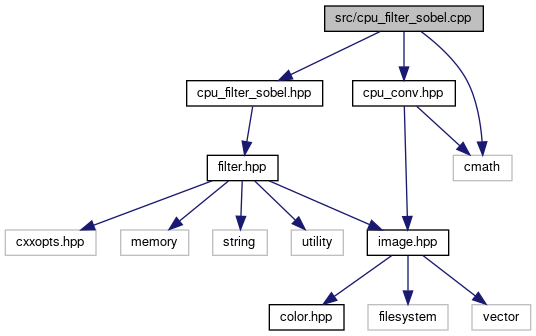 src/cpu_filter_sobel.cpp
cpu_filter_sobel.hpp
cpu_conv.hpp
filter.hpp
cmath
cxxopts.hpp
memory
string
utility
image.hpp
color.hpp
filesystem
vector